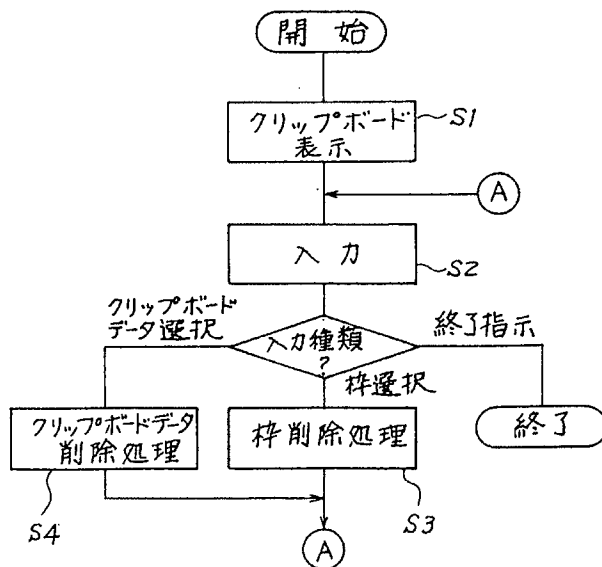 開始
クリップボード
表示
S1
A
入力
S2
クリップボード
データ選択
入力種類
?
終了指示
枠選択
クリップボードデータ
削除処理
枠削除処理
終了
S4
S3
A